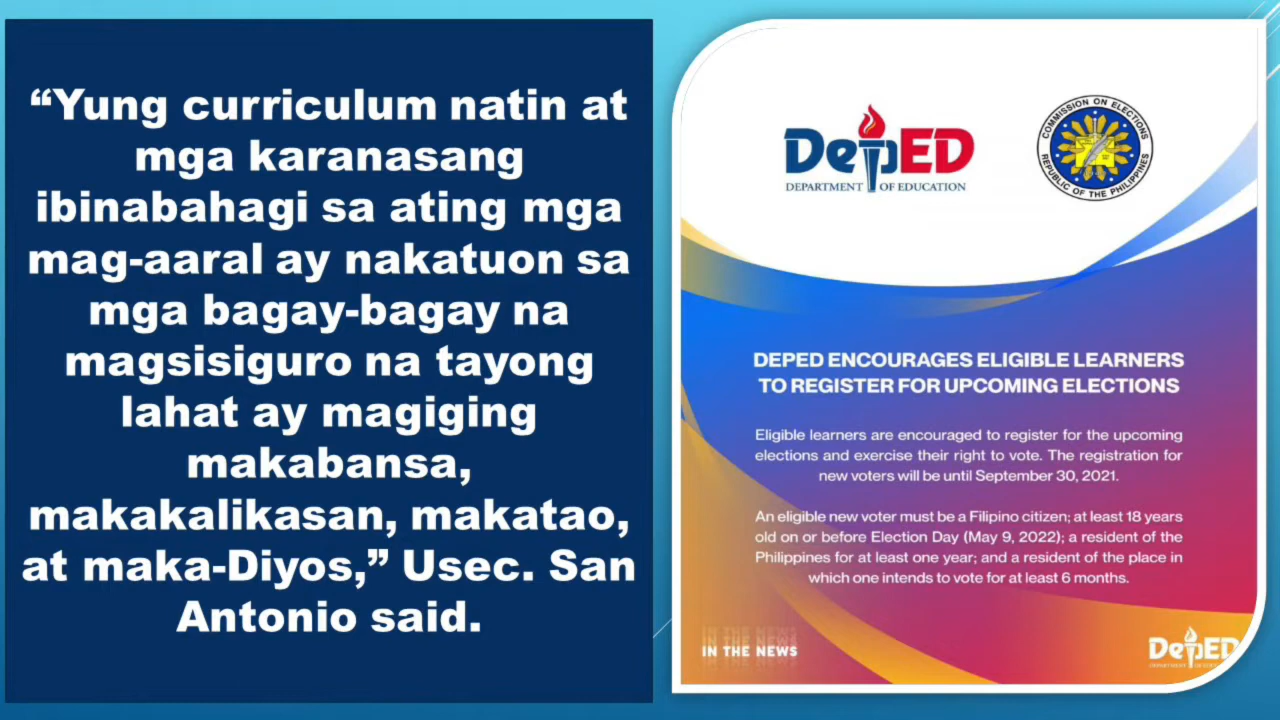 “Yung curriculum natin at
mga karanasang
ibinabahagi sa ating mga
mag-aaral ay nakatuon sa
mga bagay-bagay na
magsisiguro na tayong
lahat ay magiging
makabansa,
makakalikasan, makatao,
at maka-Diyos,” Usec. San
Antonio said.
DepED
DEPARTMENT OF EDUCATION
COMMISSION ON ELECTIONS
REPUBLIC OF THE PHILIPPINES
DEPED ENCOURAGES ELIGIBLE LEARNERS
TO REGISTER FOR UPCOMING ELECTIONS
Eligible learners are encouraged to register for the upcoming
elections and exercise their right to vote. The registration for
new voters will be until September 30, 2021.
An eligible new voter must be a Filipino citizen; at least 18 years
old on or before Election Day (May 9, 2022); a resident of the
Philippines for at least one year; and a resident of the place in
which one intends to vote for at least 6 months.
IN THE NEWS
IN THE NEWS
DepED
DEPARTMENT OF